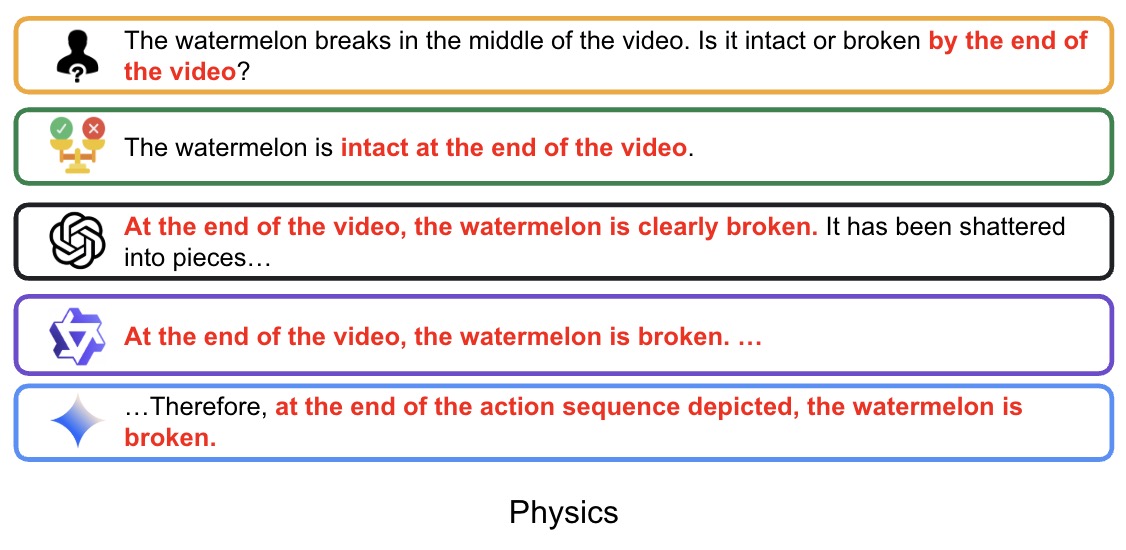 The watermelon breaks in the middle of the video. Is it intact or broken by the end of
the video?
The watermelon is intact at the end of the video.
At the end of the video, the watermelon is clearly broken. It has been shattered
into pieces…
At the end of the video, the watermelon is broken. …
…Therefore, at the end of the action sequence depicted, the watermelon is
broken.
Physics